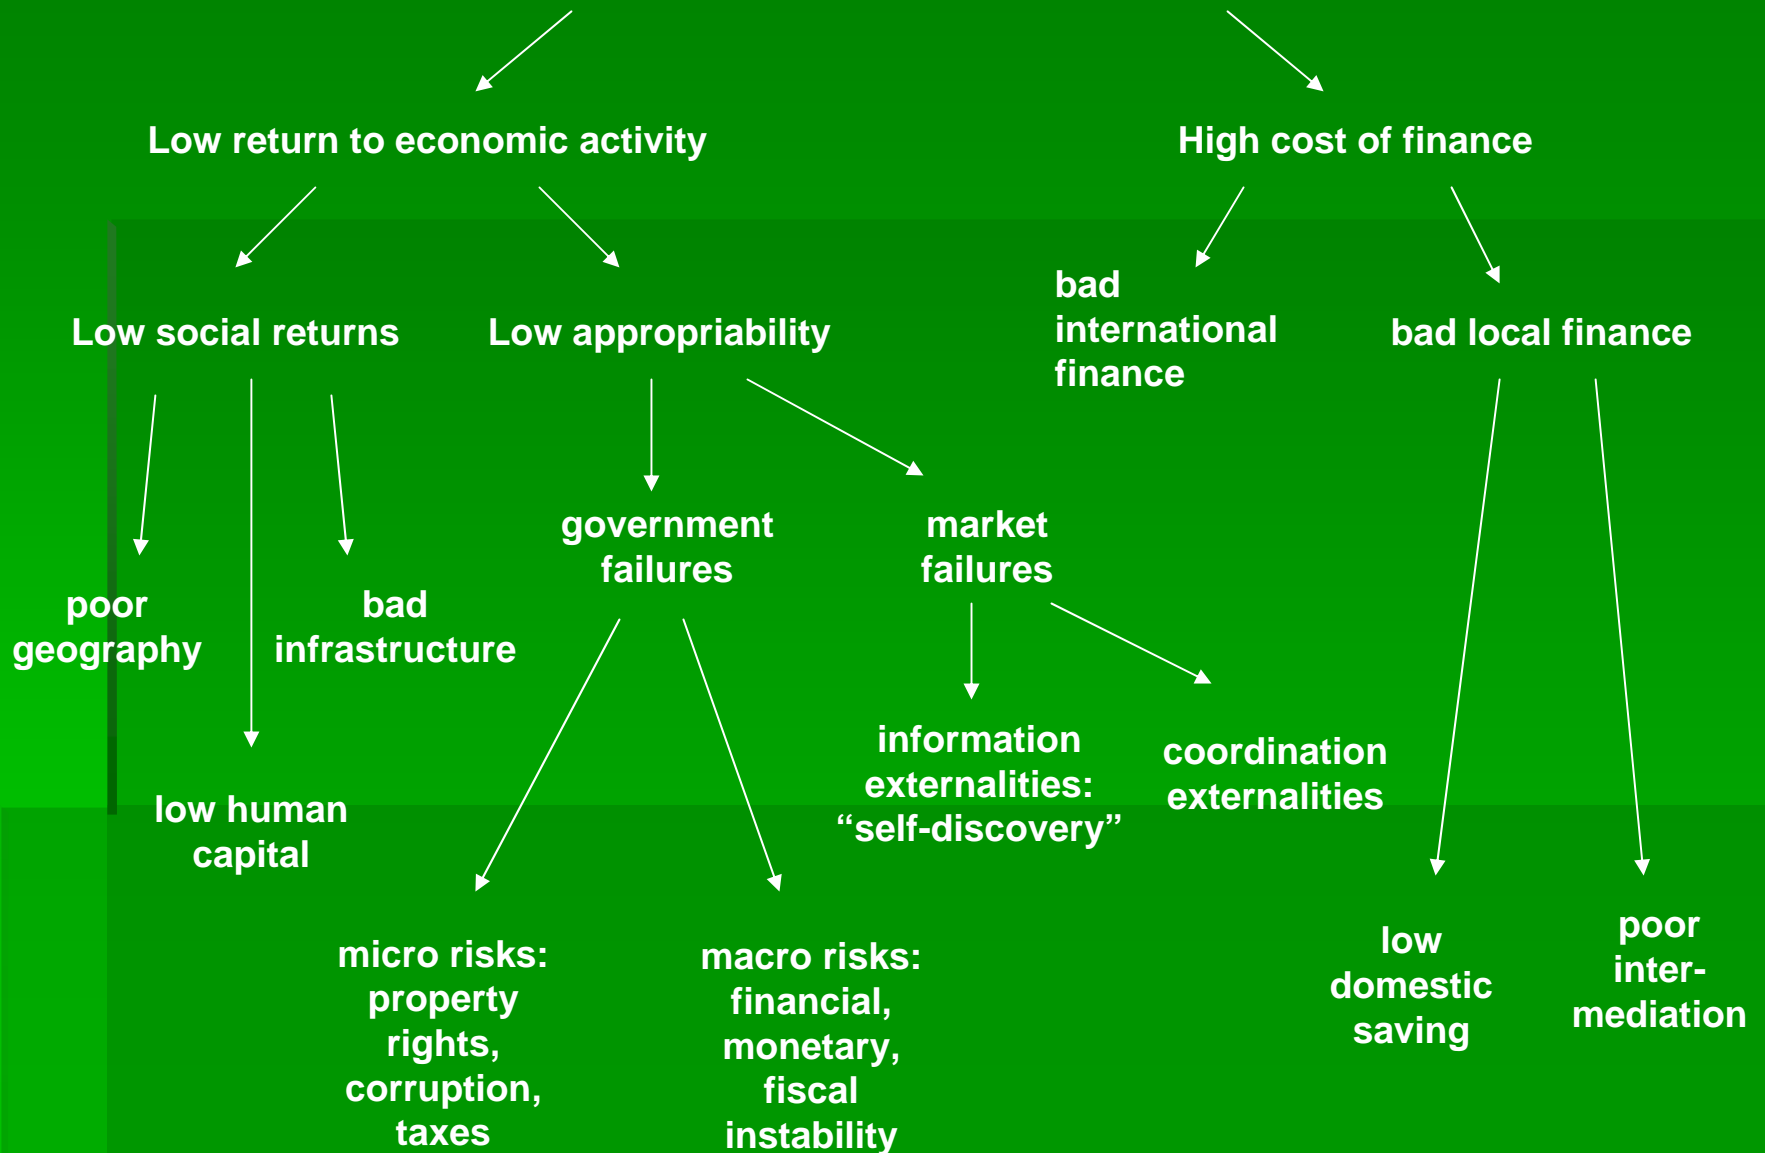 Low return to economic activity
High cost of finance
Low social returns
Low appropriability
bad
international
finance
bad local finance
government
failures
market
failures
poor
geography
bad
infrastructure
low human
capital
information
externalities:
“self-discovery”
coordination
externalities
micro risks:
property
rights,
corruption,
taxes
macro risks:
financial,
monetary,
fiscal
instability
low
domestic
saving
poor
inter-
mediation